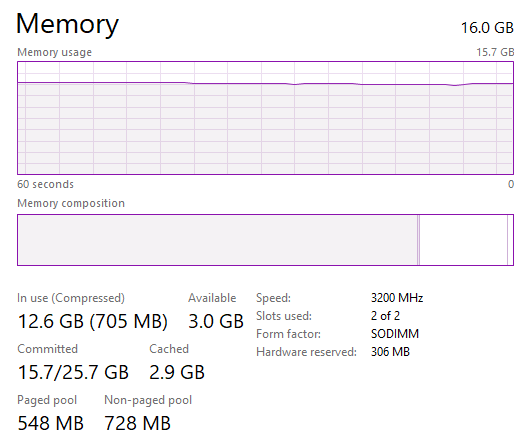 Memory 16.0 GB
Memory usage 15.7 GB
60 seconds 0
Memory composition
In use (Compressed) Available
12.6 GB (705 MB) 3.0 GB
Committed Cached
15.7/25.7 GB 2.9 GB
Paged pool Non-paged pool
548 MB 728 MB
Speed: 3200 MHz
Slots used: 2 of 2
Form factor: SODIMM
Hardware reserved: 306 MB